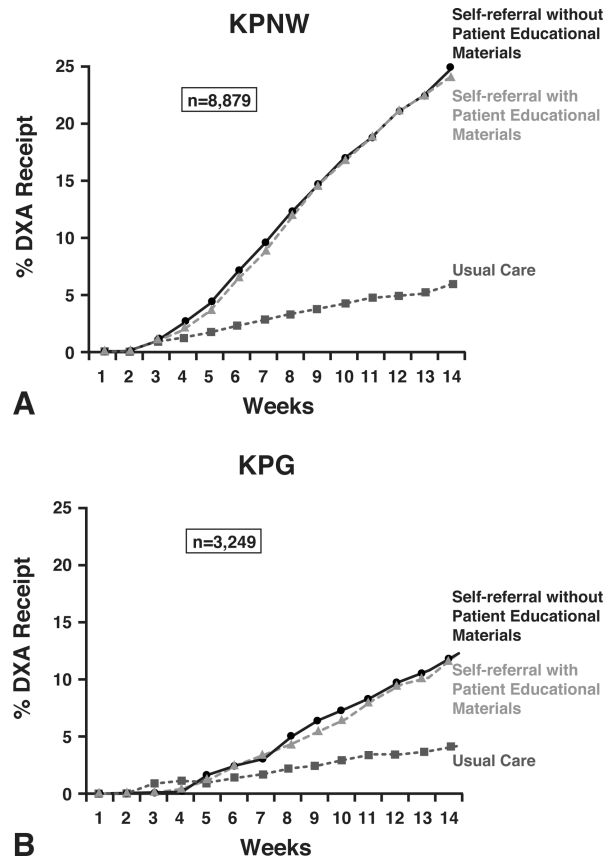 KPNW
Self-referral without
Patient Educational
Materials
25
n=8,879
Self-referral with
Patient Educational
Materials
20
15
10
5
0
% DXA Receipt
Usual Care
1 2 3 4 5 6 7 8 9 10 11 12 13 14
A
Weeks
KPG
25
n=3,249
20
15
10
5
0
% DXA Receipt
Self-referral without
Patient Educational
Materials
Self-referral with
Patient Educational
Materials
Usual Care
1 2 3 4 5 6 7 8 9 10 11 12 13 14
B
Weeks